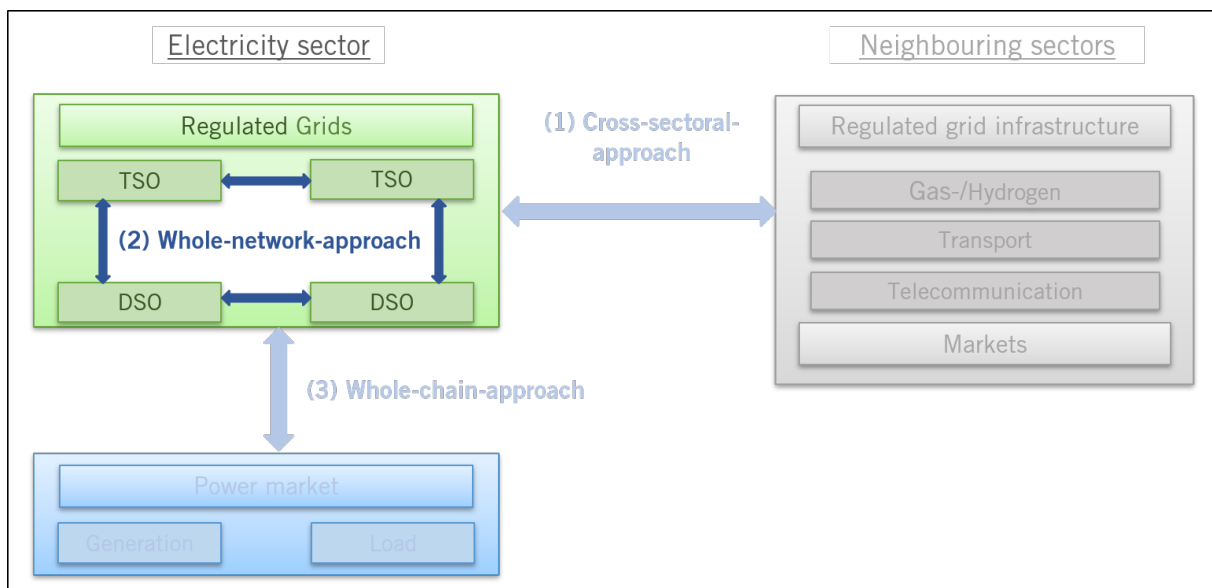 Electricity sector
Neighbouring sectors
Regulated Grids
TSO
TSO
(2) Whole-network-approach
DSO
DSO
(1) Cross-sectoral-
approach
Regulated grid infrastructure
Gas-/Hydrogen
Transport
Telecommunication
Markets
(3) Whole-chain-approach
Power market
Generation
Load